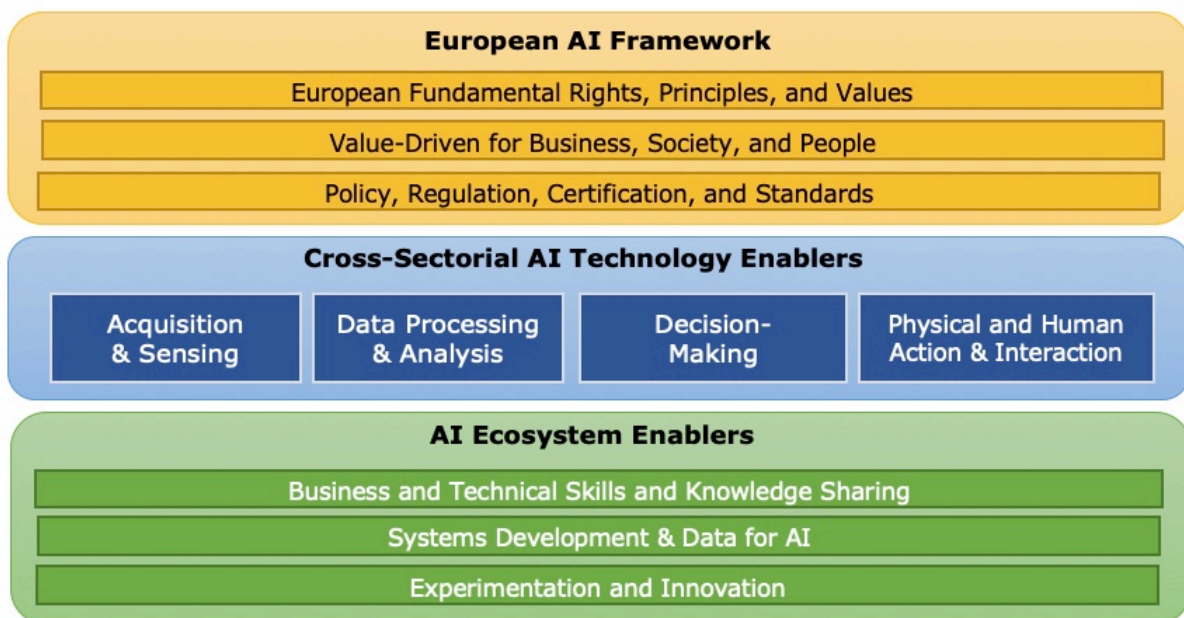 European AI Framework
European Fundamental Rights, Principles, and Values
Value-Driven for Business, Society, and People
Policy, Regulation, Certification, and Standards
Cross-Sectorial AI Technology Enablers
Acquisition
& Sensing
Data Processing
& Analysis
Decision-
Making
Physical and Human
Action & Interaction
AI Ecosystem Enablers
Business and Technical Skills and Knowledge Sharing
Systems Development & Data for AI
Experimentation and Innovation